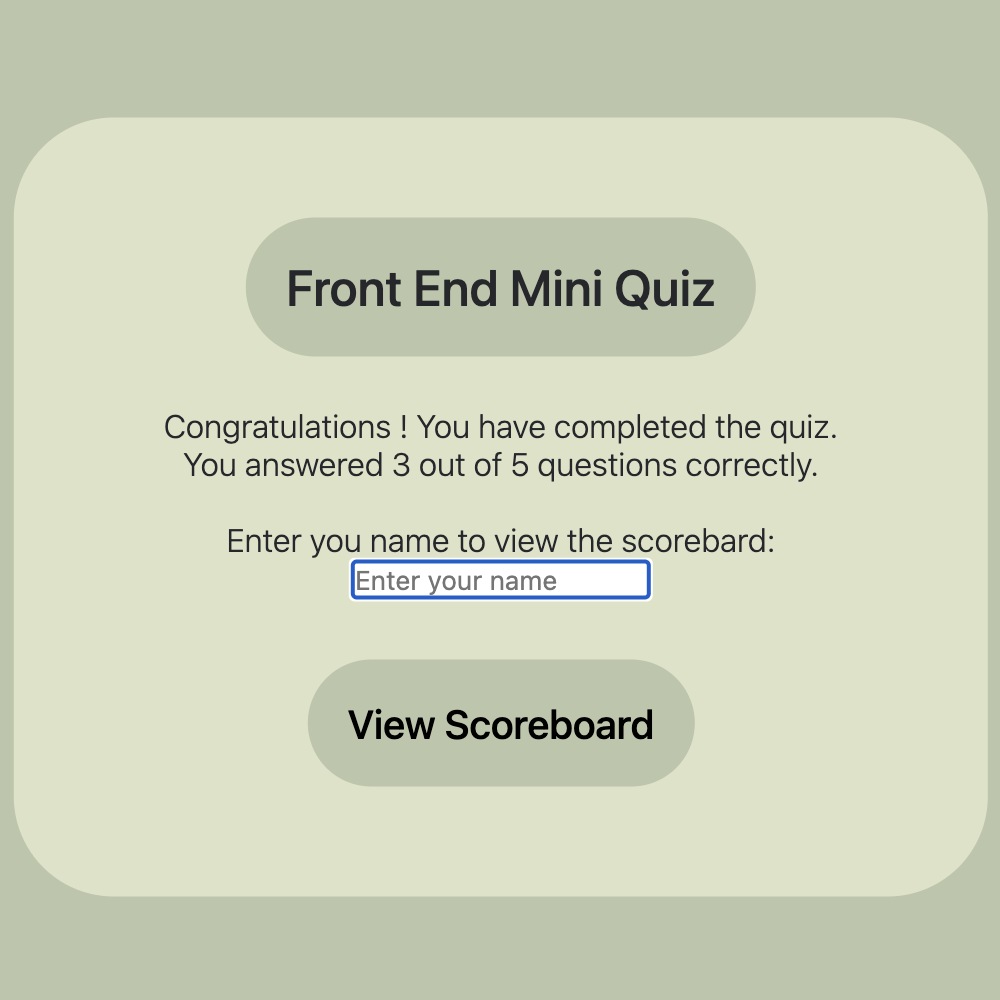 Front End Mini Quiz
Congratulations ! You have completed the quiz.
You answered 3 out of 5 questions correctly.
Enter you name to view the scorebard:
Enter your name
View Scoreboard